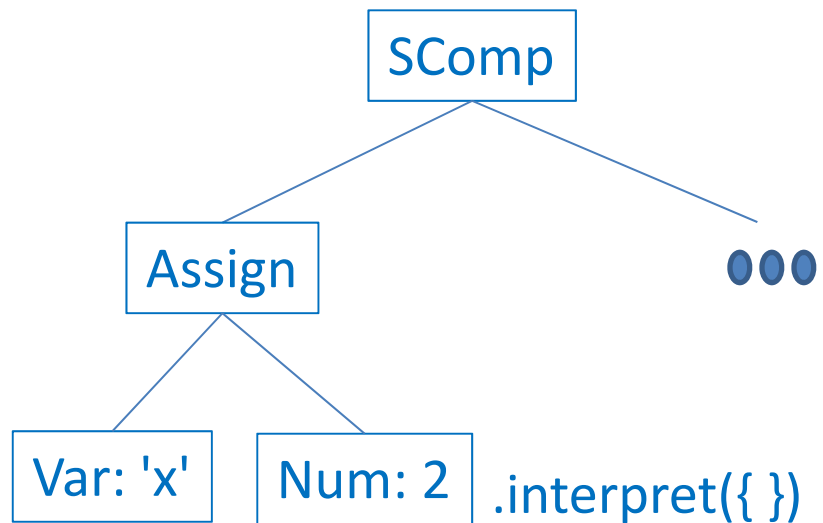 SComp
Assign
Var: 'x'
Num: 2
.interpret({ })